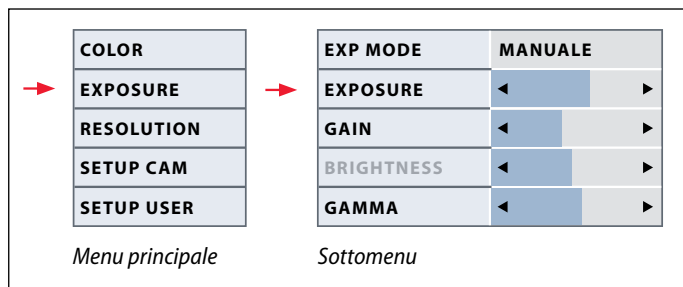 COLOR
EXPOSURE
RESOLUTION
SETUP CAM
SETUP USER
Menu principale
EXP MODE MANUALE
EXPOSURE
GAIN
BRIGHTNESS
GAMMA
Sottomenu